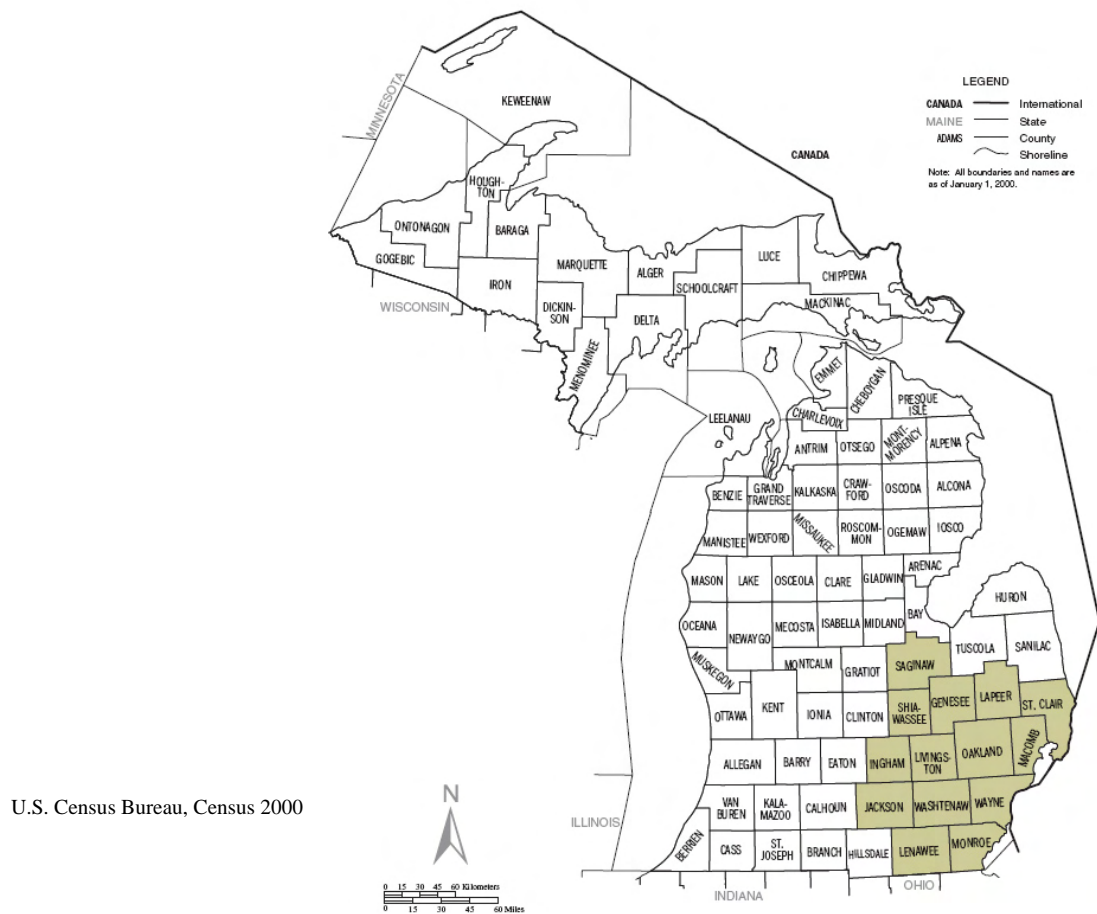 LEGEND
CANADA International
MAINE State
ADAMS County
Shoreline
Note: All boundaries and names are
as of January 1, 2000.
MINNESOTA
KEWEENAW
CANADA
HOUGH-
TON
ONTONAGON
BARAGA
GOGEBIC
MARQUETTE
ALGER
LUCE
CHIPPEWA
IRON
SCHOOLCRAFT
WISCONSIN
DICKIN-
SON
DELTA
MACKINAC
MENOMINEE
EMMET
CHEBOYGAN
PRESQUE
ISLE
LEELANAU
CHARLEVOIX
ANTRIM
OTSEGO
MONT-
MORENCY
ALPENA
BENZIE
GRAND
TRAVERSE
KALKASKA
CRAW-
FORD
OSCODA
ALCONA
MANISTEE
WEXFORD
MISSAUKEE
ROSCOM-
MON
OGEMAW
IOSCO
ARENAC
MASON
LAKE
OSCEOLA
CLARE
GLADWIN
HURON
BAY
OCEANA
NEWAYGO
MECOSTA
ISABELLA
MIDLAND
TUSCOLA
SANILAC
MUSKEGON
MONTCALM
GRATIOT
SAGINAW
OTTAWA
KENT
IONIA
CLINTON
SHIA-
WASSEE
GENESEE
LAPEER
ST. CLAIR
ALLEGAN
BARRY
EATON
INGHAM
LIVINGS-
TON
OAKLAND
MACOMB
U.S. Census Bureau, Census 2000
N
ILLINOIS
VAN
BUREN
KALA-
MAZOO
CALHOUN
JACKSON
WASHTENAW
WAYNE
BERRIEN
CASS
ST.
JOSEPH
BRANCH
HILLSDALE
LENAWEE
MONROE
INDIANA
OHIO
0 15 30 45 60 Kilometers
0 15 30 45 60 Miles